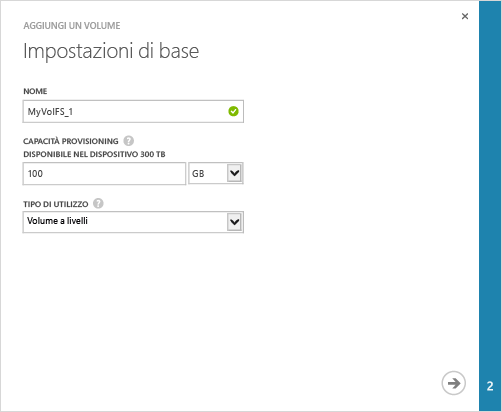 AGGIUNGI UN VOLUME
Impostazioni di base
NOME
MyVolFS_1
CAPACITÀ PROVISIONING ?
DISPONIBILE NEL DISPOSITIVO 300 TB
100 GB
TIPO DI UTILIZZO ?
Volume a livelli
2